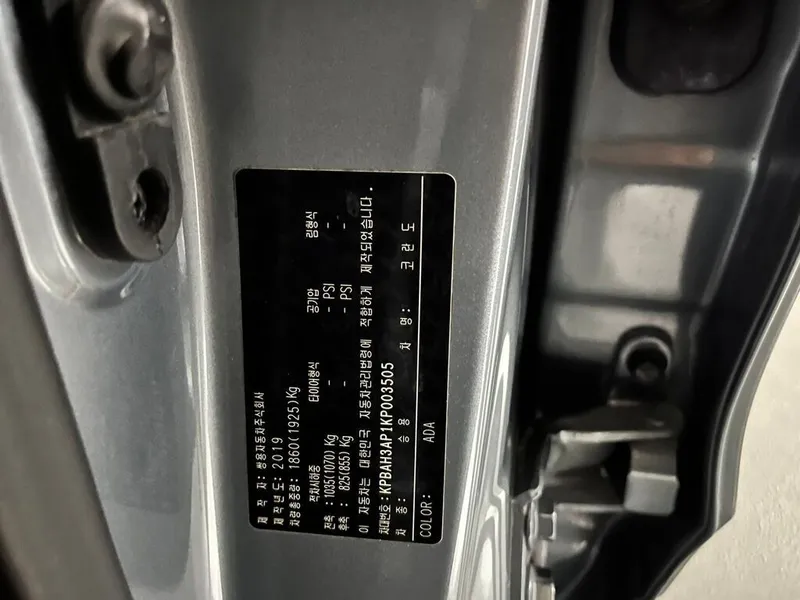 제 작 자 : 쌍용자동차주식회사
제작년도 : 2019
차량총중량 : 1860(1925)Kg
적차시하중 타이어형식 공기압 림형식
전축 : 1035(1070) Kg - - PSI -
후축 : 825(855) Kg - - PSI -
이 자동차는 대한민국 자동차관리법령에 적합하게 제작되었습니다.
차대번호 : KPBAH3AP1KP003505
차 종 : 승 용 차 명 : 코 란 도
COLOR : ADA